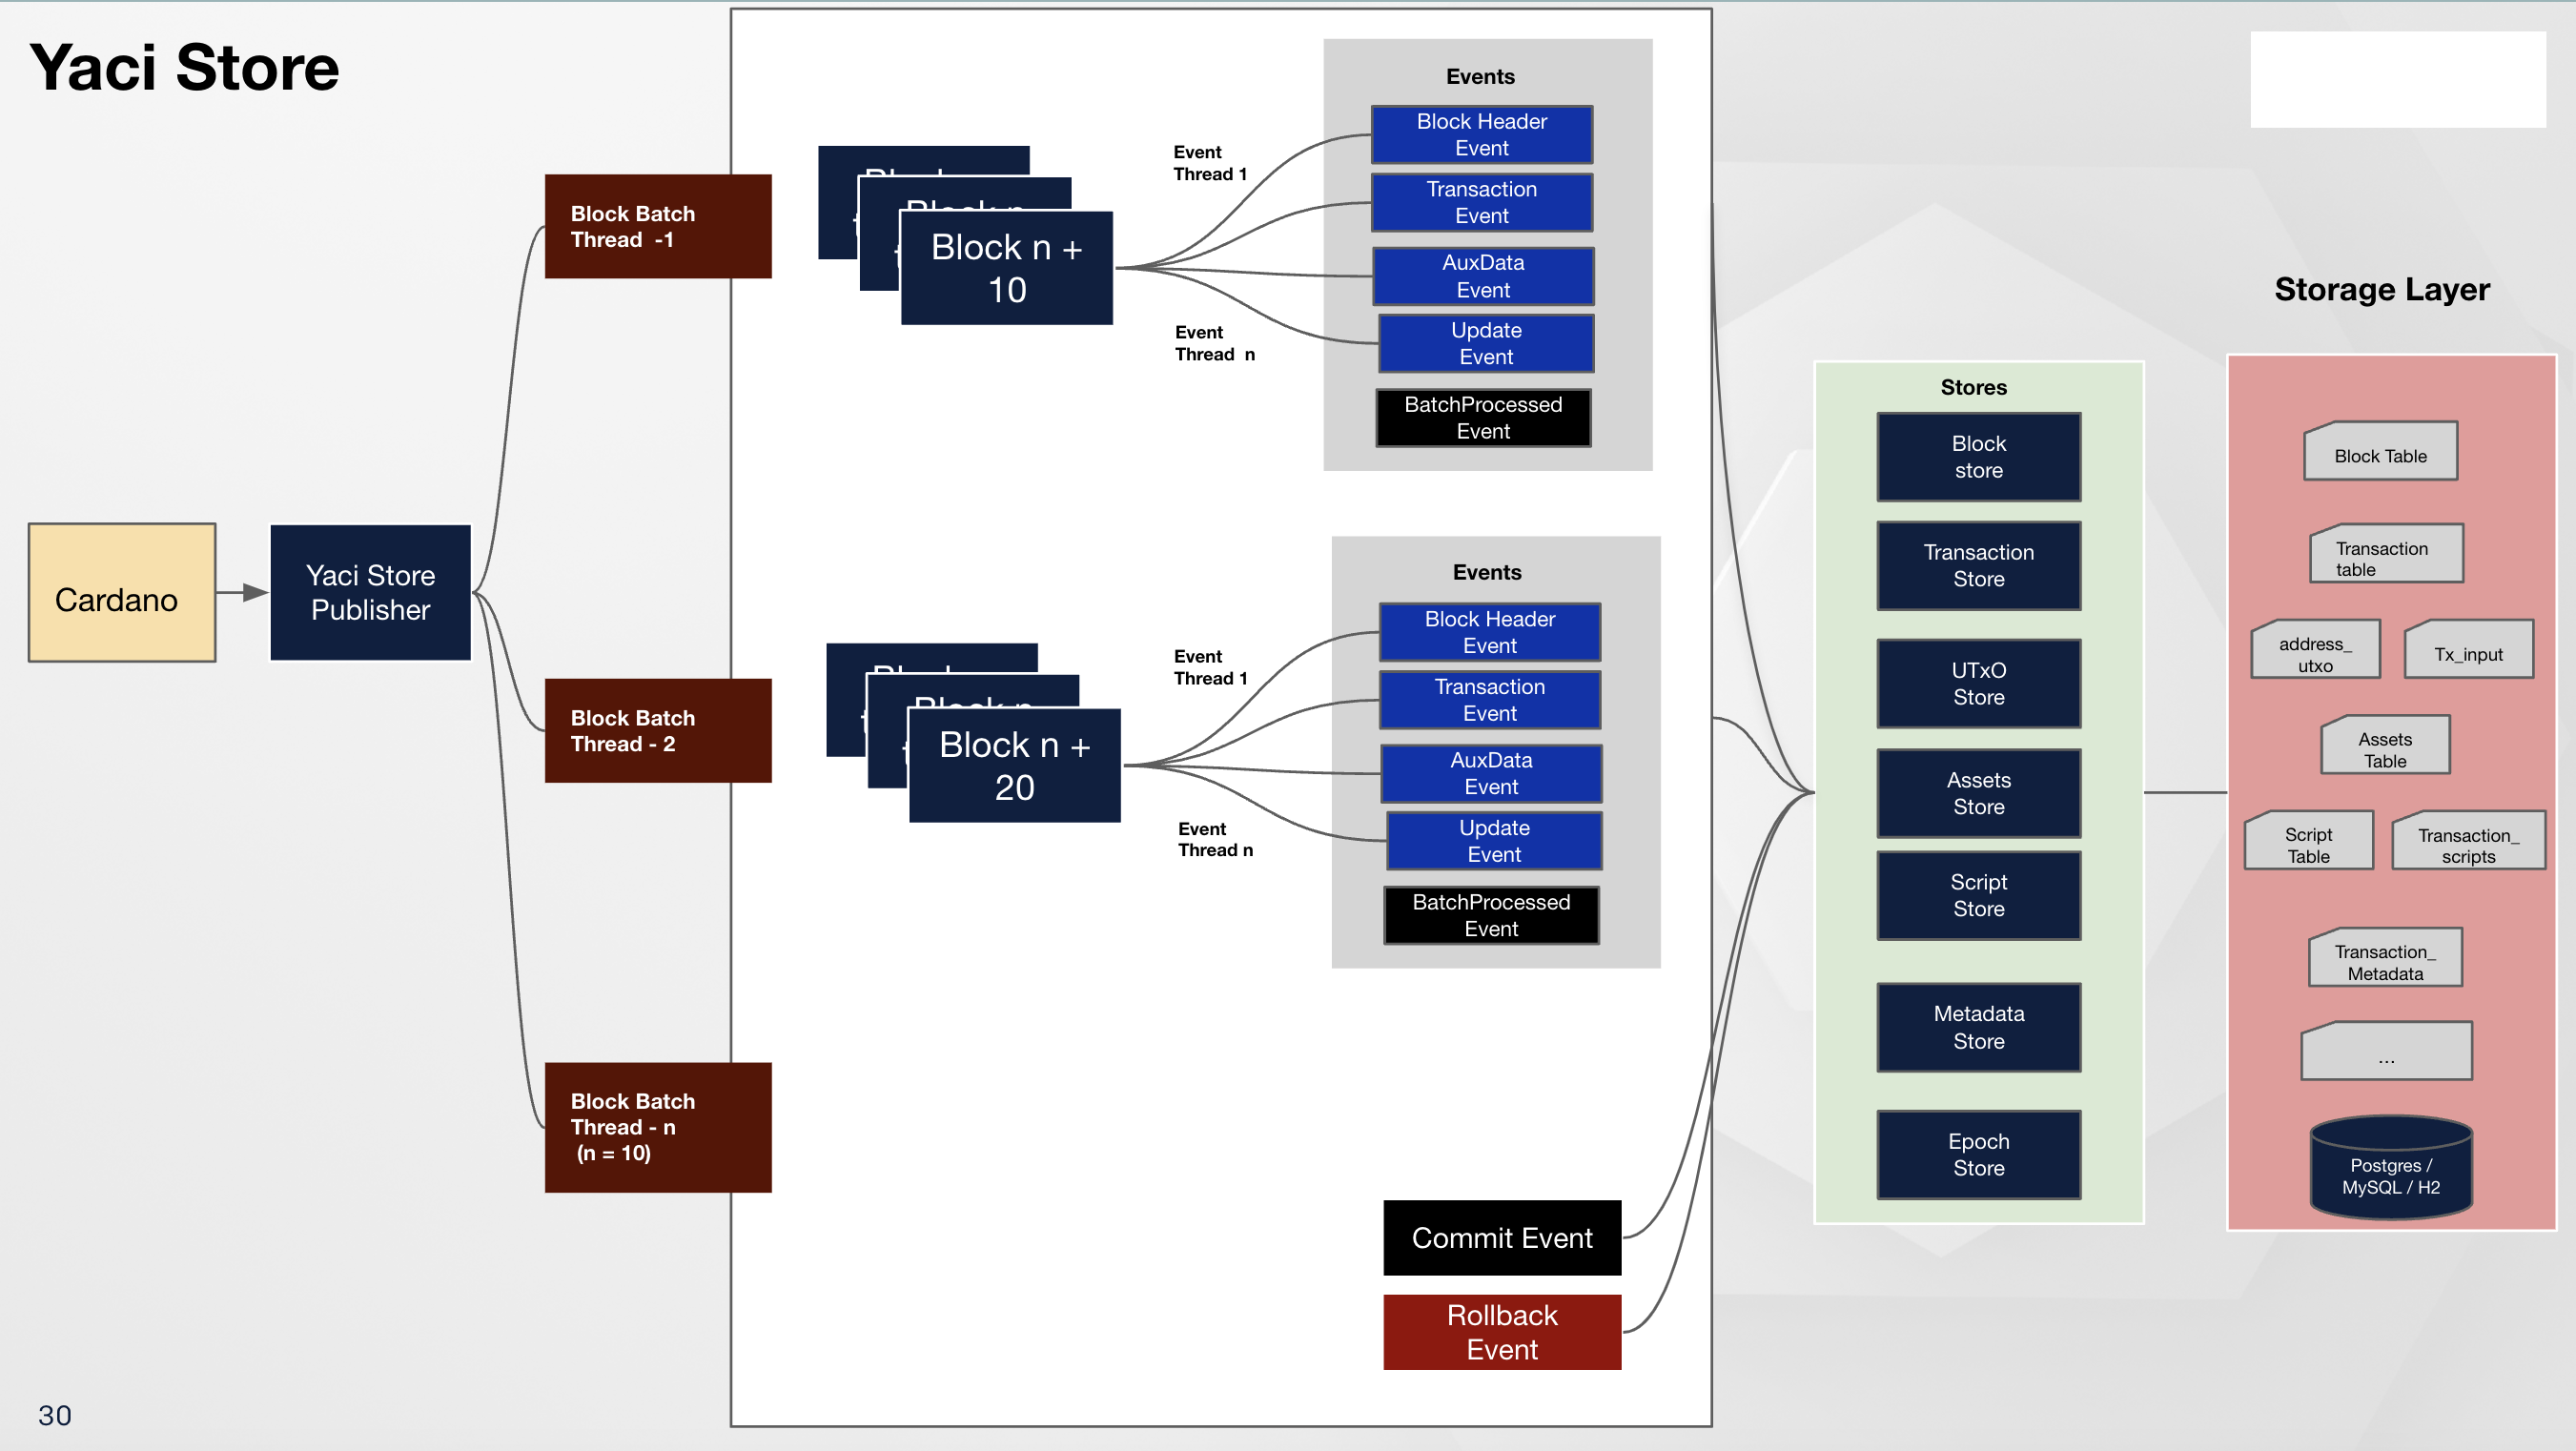 Yaci Store
Cardano
Yaci Store
Publisher
Block Batch
Thread  -1
Block Batch
Thread - 2
Block Batch
Thread - n
(n = 10)
Block n +
10
Event
Thread 1
Event
Thread  n
Events
Block Header
Event
Transaction
Event
AuxData
Event
Update
Event
BatchProcessed
Event
Block n +
20
Event
Thread 1
Event
Thread n
Events
Block Header
Event
Transaction
Event
AuxData
Event
Update
Event
BatchProcessed
Event
Commit Event
Rollback
Event
Stores
Block
store
Transaction
Store
UTxO
Store
Assets
Store
Script
Store
Metadata
Store
Epoch
Store
Storage Layer
Block Table
Transaction
table
address_
utxo
Tx_input
Assets
Table
Script
Table
Transaction_
scripts
Transaction_
Metadata
...
Postgres /
MySQL / H2
30